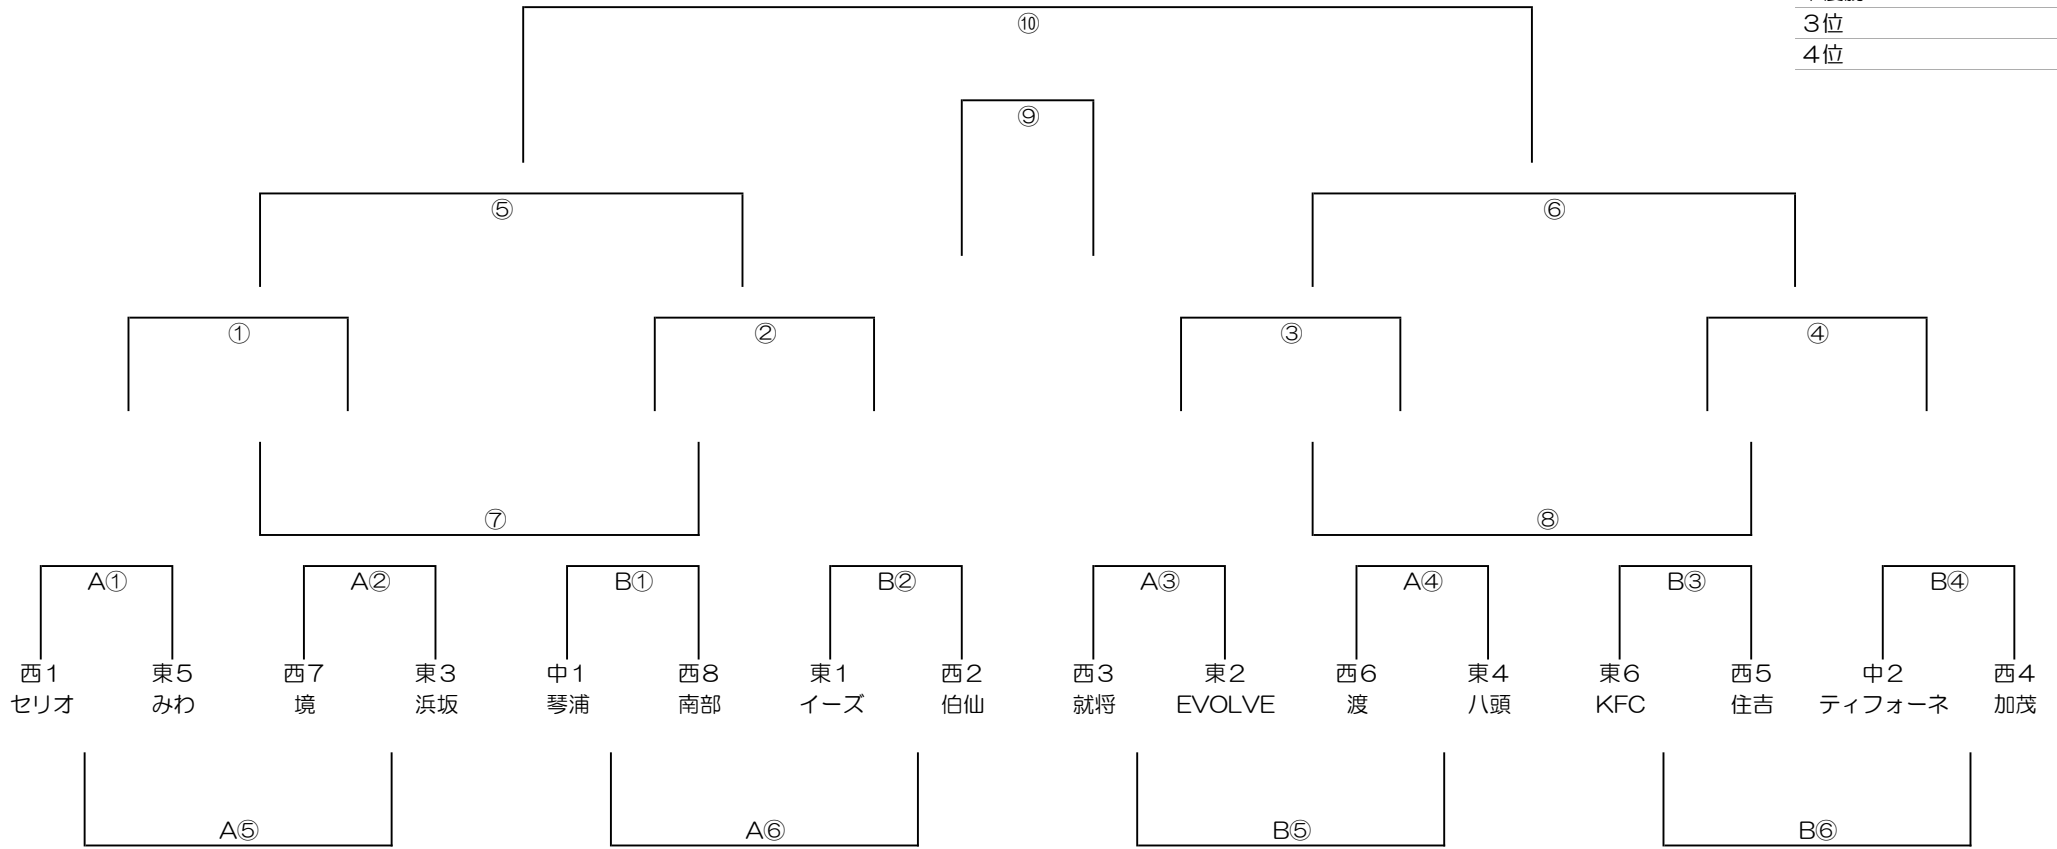 ⑩
3位
4位
⑨
⑤
⑥
①
②
③
④
⑦
⑧
A①
A②
B①
B②
A③
A④
B③
B④
西1
東5
西7
東3
中1
西8
東1
西2
西3
東2
西6
東4
東6
西5
中2
西4
セリオ
みわ
境
浜坂
琴浦
南部
イーズ
伯仙
就将
EVOLVE
渡
八頭
KFC
住吉
ティフォーネ
加茂
A⑤
A⑥
B⑤
B⑥